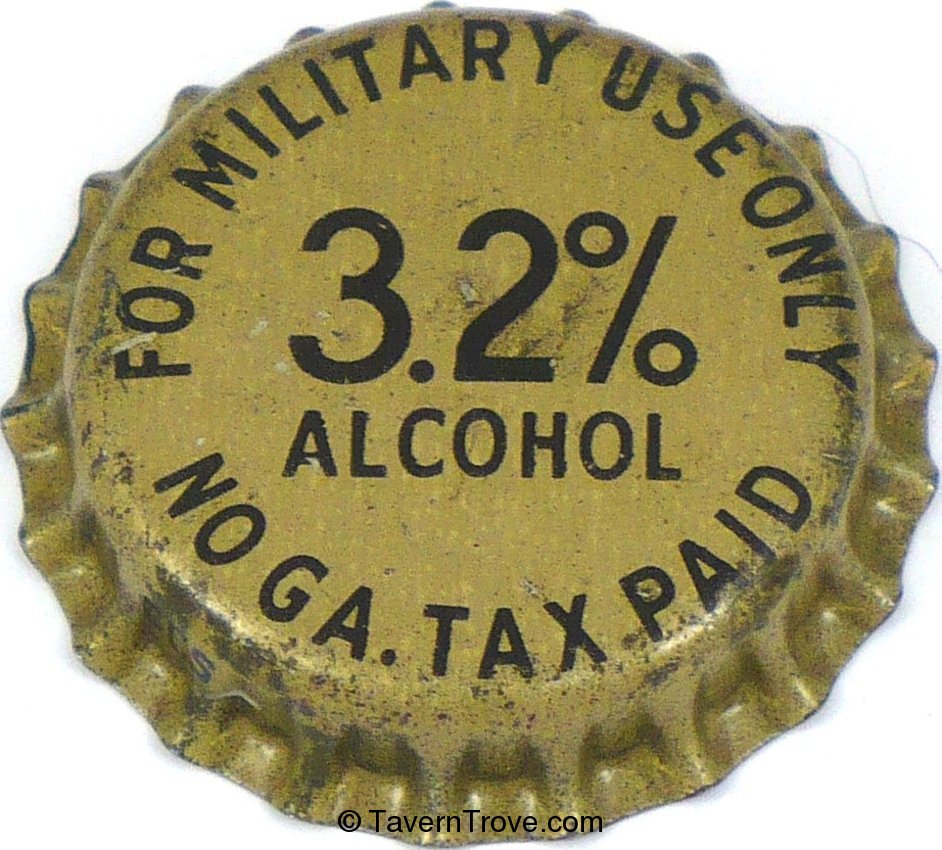 FOR MILITARY USE ONLY
3.2%
ALCOHOL
NO GA. TAX PAID
© TavernTrove.com